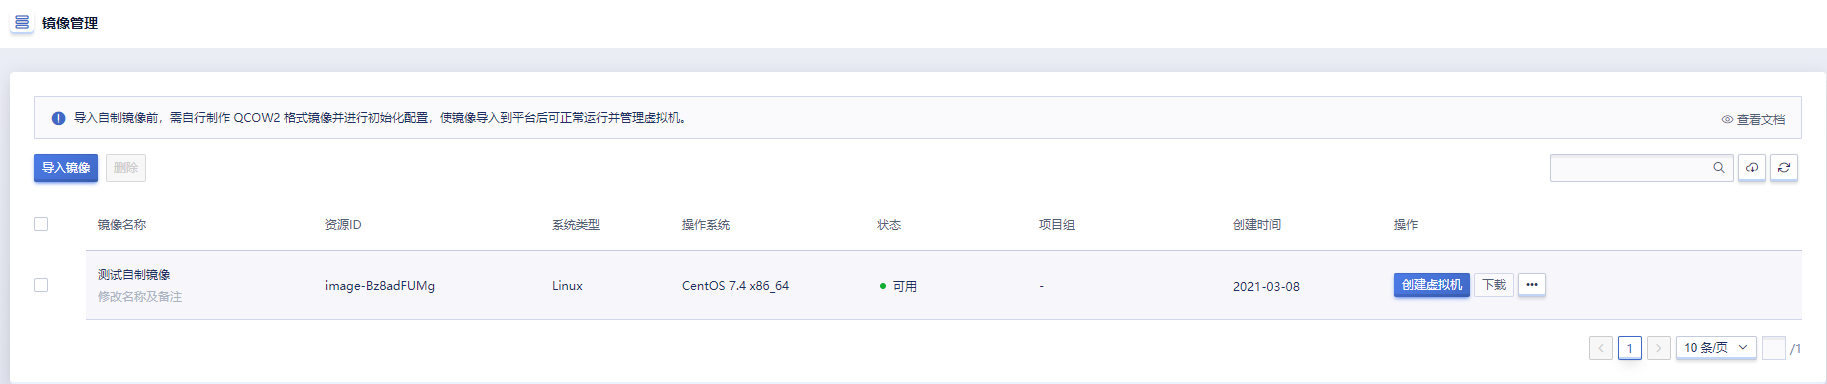 镜像管理
导入自制镜像前，需自行制作 QCOW2 格式镜像并进行初始化配置，使镜像导入到平台后可正常运行并管理虚拟机。
查看文档
导入镜像 删除
镜像名称 资源ID 系统类型 操作系统 状态 项目组 创建时间 操作
测试自制镜像
修改名称及备注
image-Bz8adFUMg Linux CentOS 7.4 x86_64 可用 - 2021-03-08 创建虚拟机 下载 •••
1 10 条/页 /1